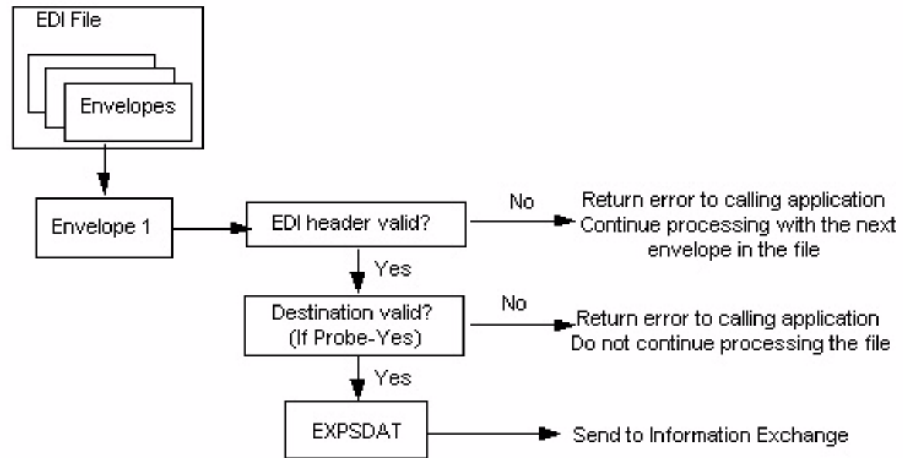 EDI File
Envelopes
Envelope 1
EDI header valid?
No
Return error to calling application
Continue processing with the next
envelope in the file
Yes
Destination valid?
(If Probe-Yes)
No
Return error to calling application
Do not continue processing the file
Yes
EXPSDAT
Send to Information Exchange